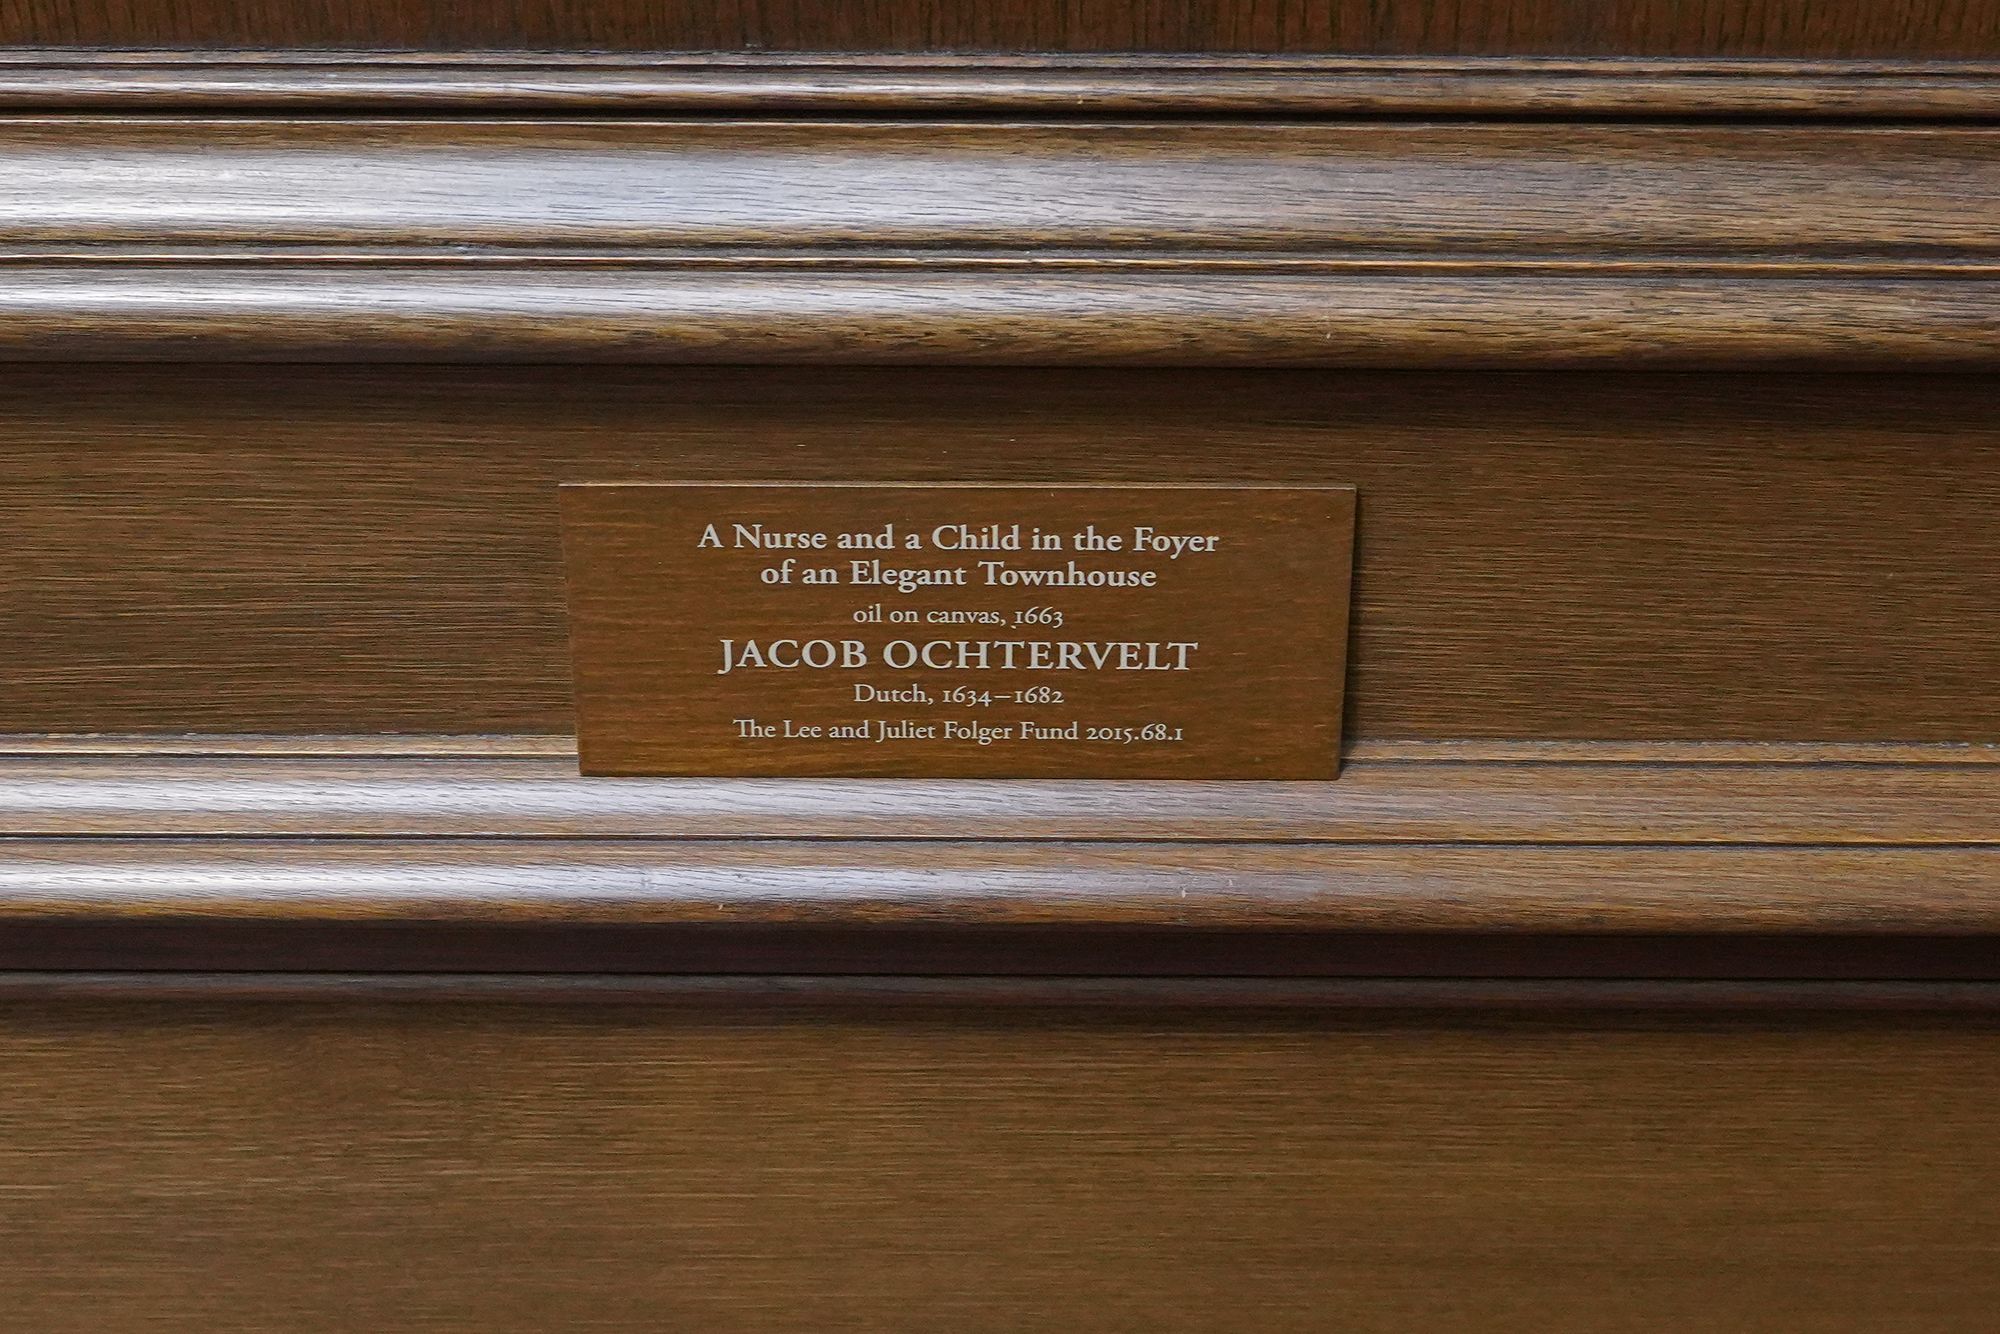 A Nurse and a Child in the Foyer
of an Elegant Townhouse
oil on canvas, 1663
JACOB OCHTERVELT
Dutch, 1634–1682
The Lee and Juliet Folger Fund 2015.68.1